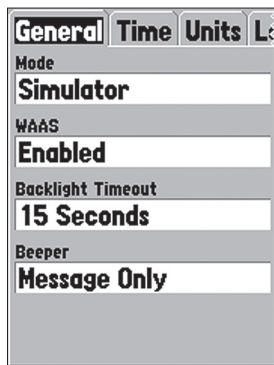 General Time Units
Mode
Simulator
WAAS
Enabled
Backlight Timeout
15 Seconds
Beeper
Message Only